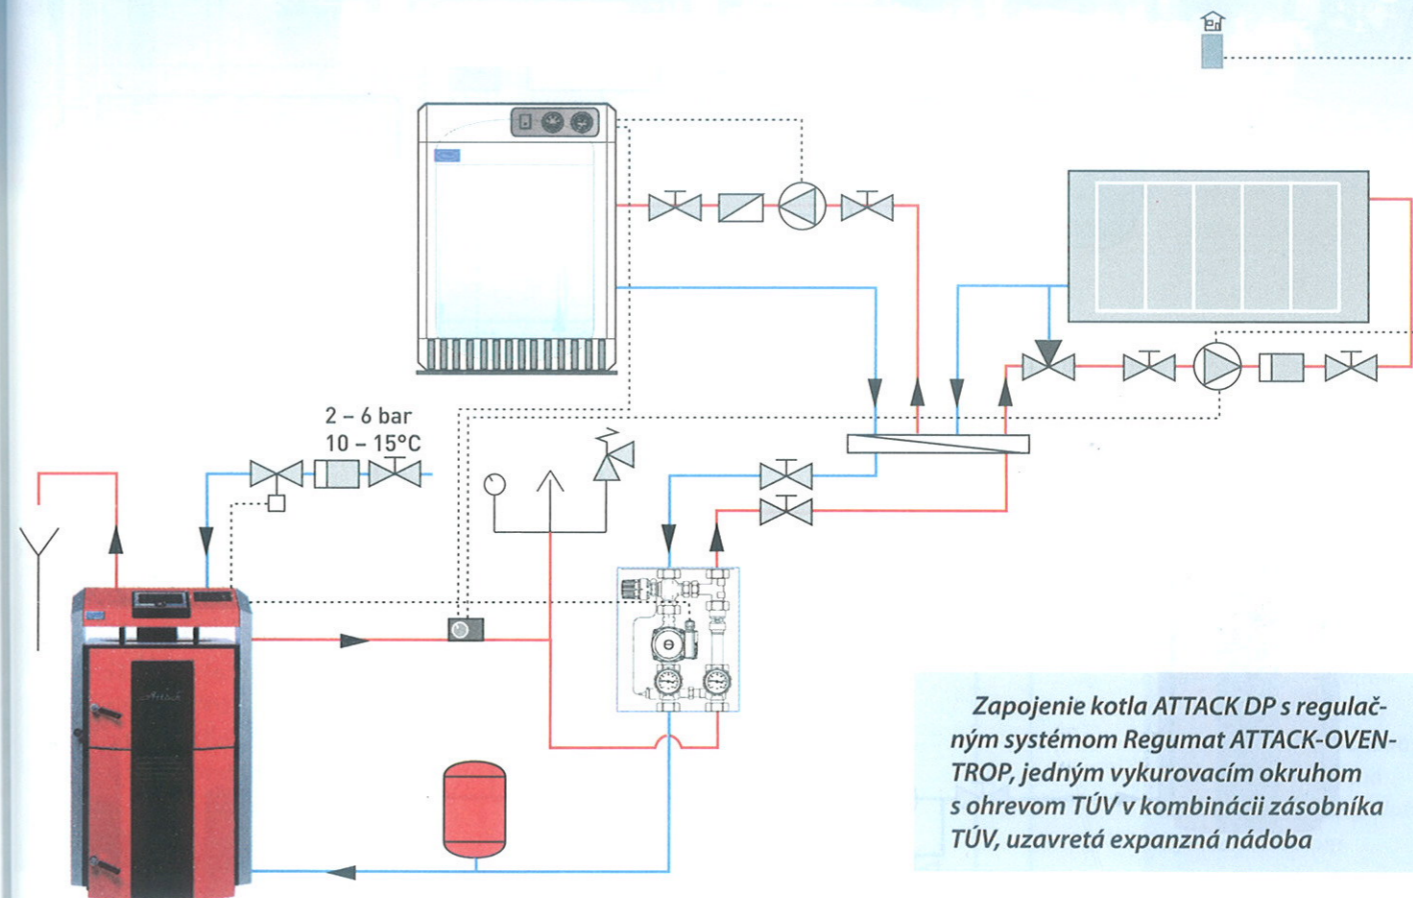 2 – 6 bar
10 – 15°C
Attack
Zapojenie kotla ATTACK DP s regulač-
ným systémom Regumat ATTACK-OVEN-
TROP, jedným vykurovacím okruhom
s ohrevom TÚV v kombinácii zásobníka
TÚV, uzavretá expanzná nádoba